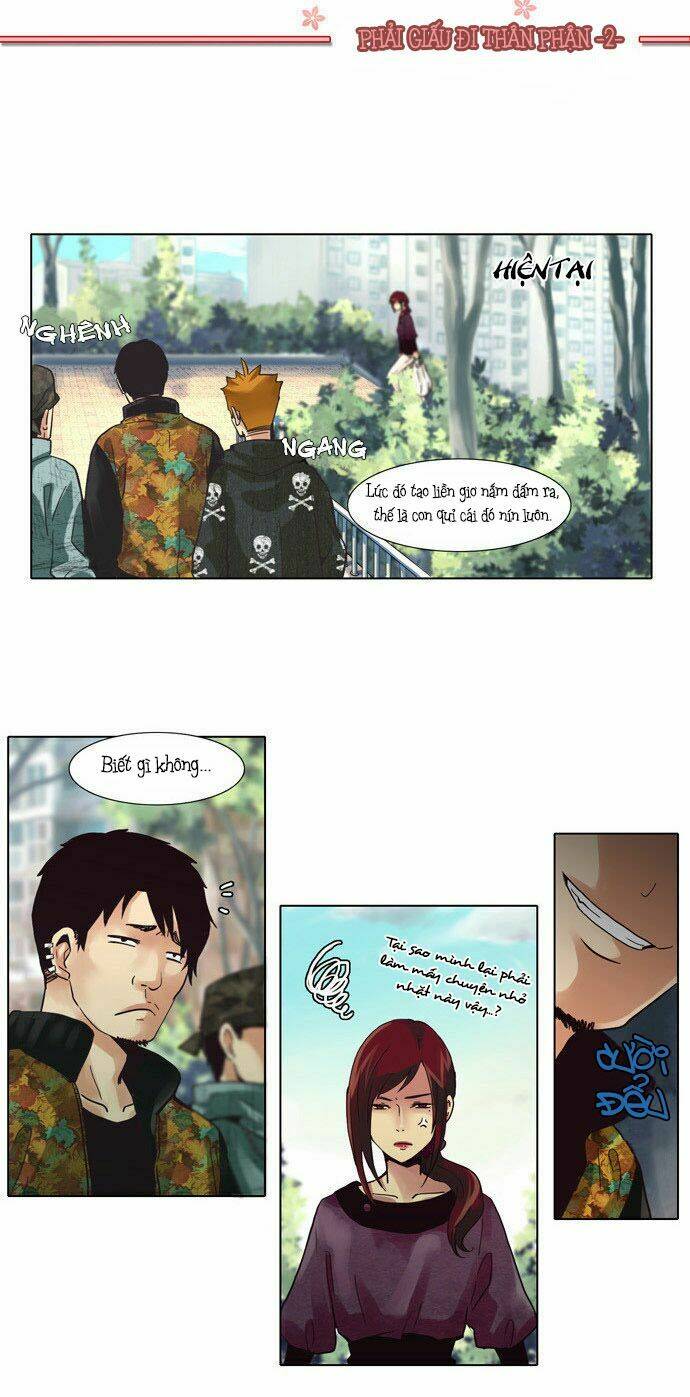 PHẢI GIẤU ĐI THÂN PHẬN -2-
HIỆN TẠI
NGHÊNH
NGANG
Lúc đó tao liền giơ nắm đấm ra,
thế là con quỉ cái đó nín luôn.
Biết gì không...
Tại sao mình lại phải
làm mấy chuyện nhỏ
nhặt này vậy..?
CƯỜI
ĐỂU